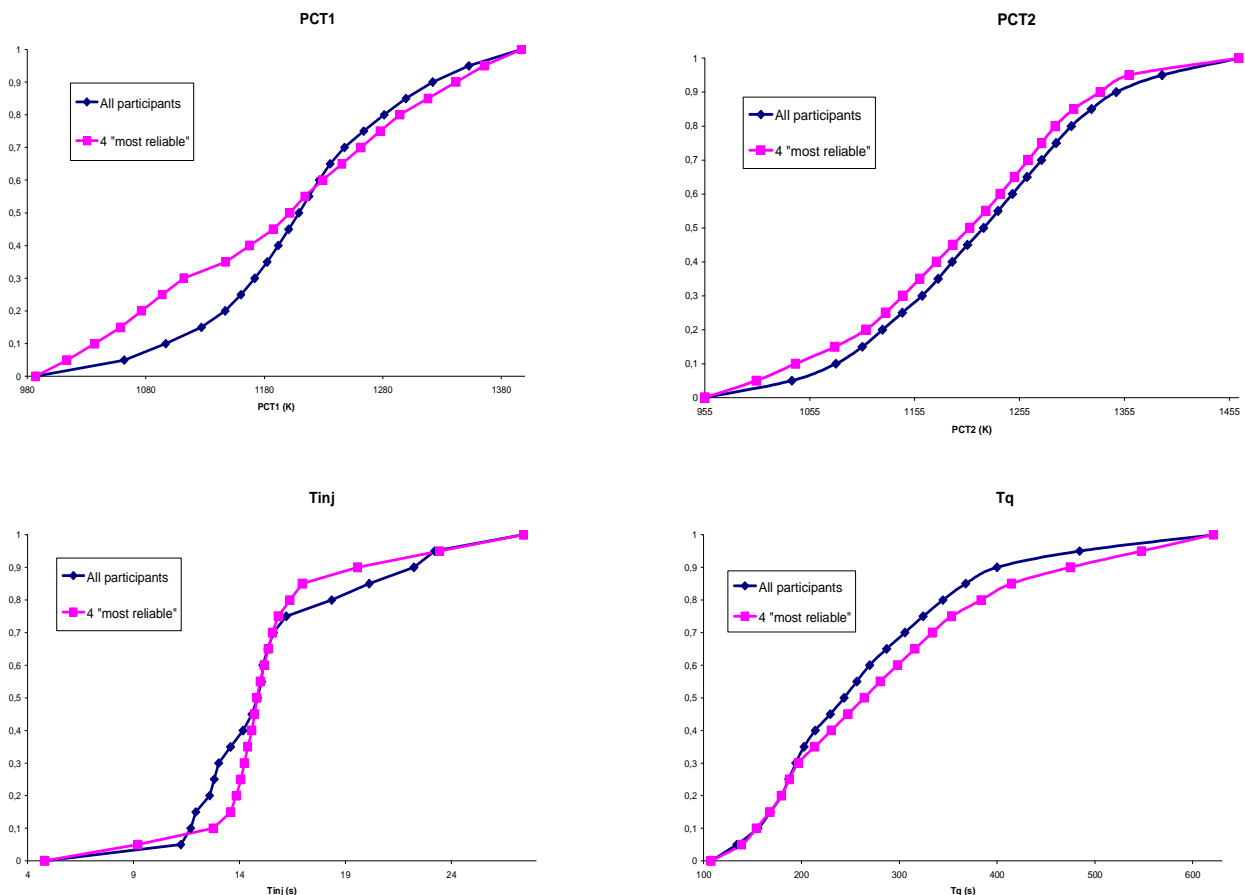 PCT1
1
0,9
0,8
0,7
0,6
0,5
0,4
0,3
0,2
0,1
0
All participants
4 "most reliable"
980 1080 1180 1280 1380
PCT1 (K)
PCT2
1
0,9
0,8
0,7
0,6
0,5
0,4
0,3
0,2
0,1
0
All participants
4 "most reliable"
955 1055 1155 1255 1355 1455
PCT2 (K)
Tinj
1
0,9
0,8
0,7
0,6
0,5
0,4
0,3
0,2
0,1
0
All participants
4 "most reliable"
4 9 14 19 24
Tinj (s)
Tq
1
0,9
0,8
0,7
0,6
0,5
0,4
0,3
0,2
0,1
0
All participants
4 "most reliable"
100 200 300 400 500 600
Tq (s)